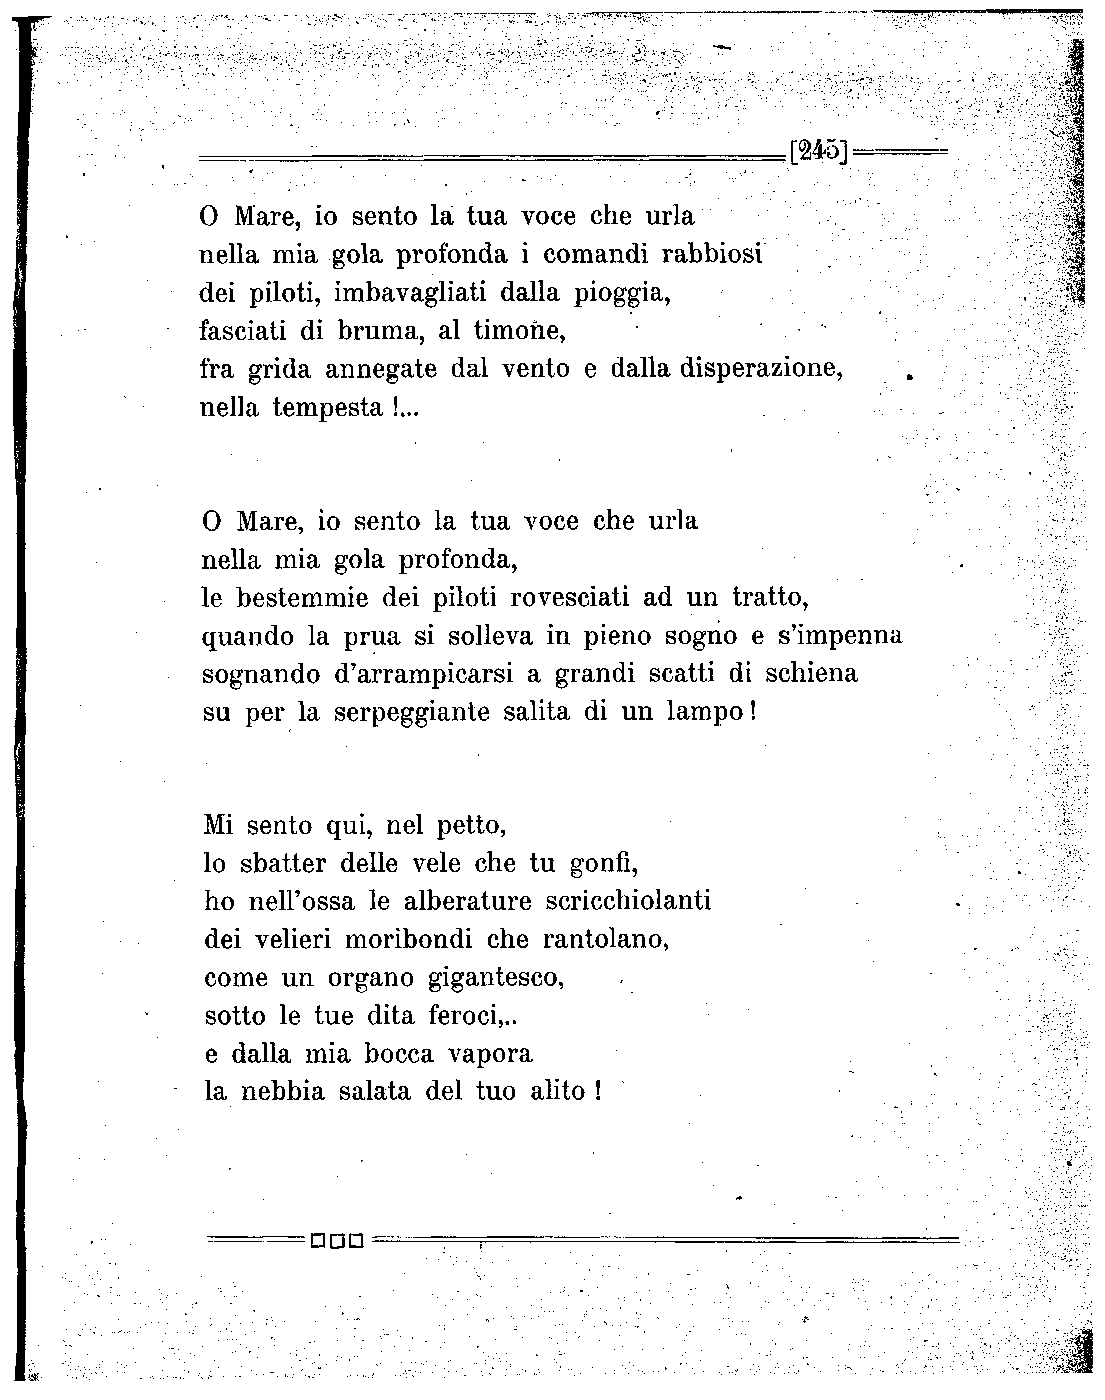 [245]
O Mare, io sento la tua voce che urla
nella mia gola profonda i comandi rabbiosi
dei piloti, imbavagliati dalla pioggia,
fasciati di bruma, al timone,
fra grida annegate dal vento e dalla disperazione,
nella tempesta !...
O Mare, io sento la tua voce che urla
nella mia gola profonda,
le bestemmie dei piloti rovesciati ad un tratto,
quando la prua si solleva in pieno sogno e s'impenna
sognando d'arrampicarsi a grandi scatti di schiena
su per la serpeggiante salita di un lampo !
Mi sento qui, nel petto,
lo sbatter delle vele che tu gonfi,
ho nell'ossa le alberature scricchiolanti
dei velieri moribondi che rantolano,
come un organo gigantesco,
sotto le tue dita feroci,..
e dalla mia bocca vapora
la nebbia salata del tuo alito !